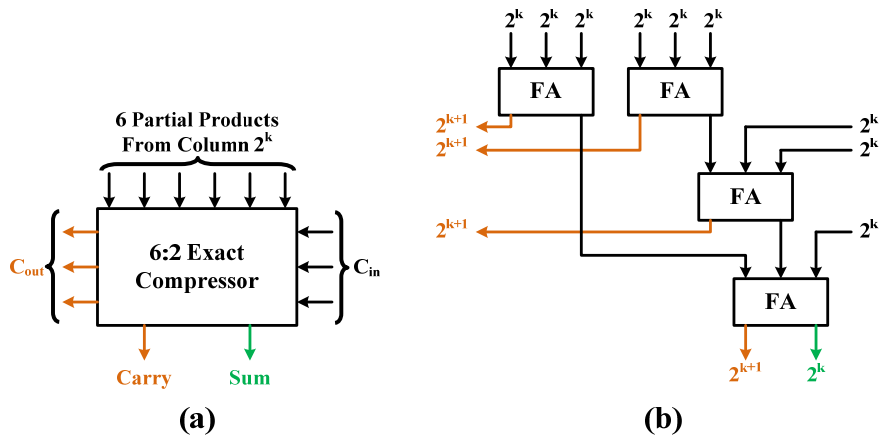 6 Partial Products
From Column 2^k
6:2 Exact
Compressor
C_out
C_in
Carry
Sum
(a)
2^k 2^k 2^k 2^k 2^k 2^k
FA FA
2^k+1
2^k
2^k+1
2^k
FA
2^k+1
2^k
FA
2^k+1 2^k
(b)